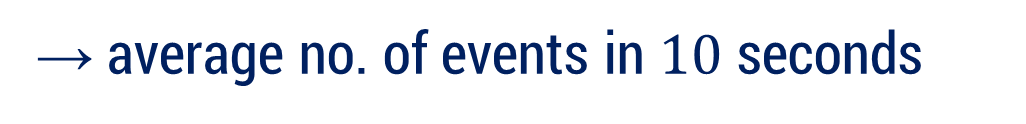 → average no. of events in 10 seconds